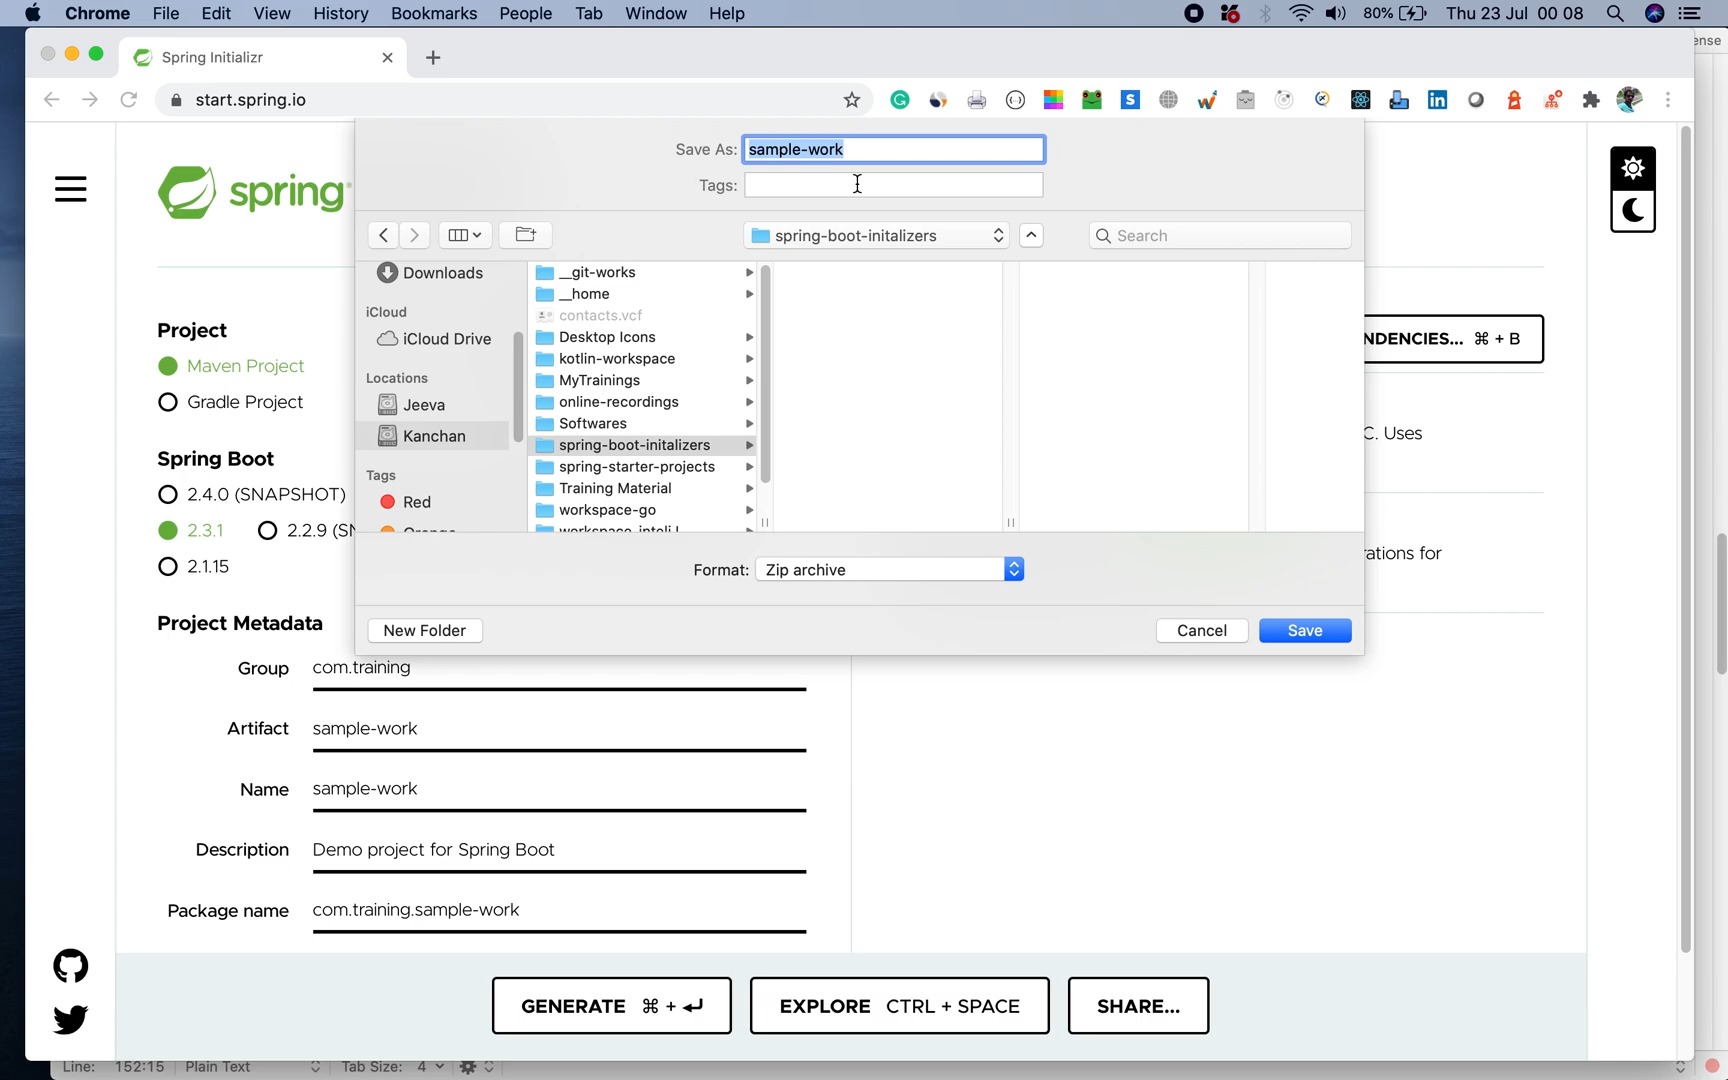 Chrome File Edit View History Bookmarks People Tab Window Help 80% Thu 23 Jul 00 08
ense
Spring Initializr
start.spring.io
Save As: sample-work
Tags:
spring
spring-boot-initalizers
Search
Downloads
iCloud
iCloud Drive
Locations
Jeeva
Kanchan
Tags
Red
__git-works
__home
contacts.vcf
Desktop Icons
kotlin-workspace
MyTrainings
online-recordings
Softwares
spring-boot-initalizers
spring-starter-projects
Training Material
workspace-go
Format: Zip archive
New Folder
Cancel
Save
NDENCIES... ⌘ + B
C. Uses
rations for
Project
Maven Project
Gradle Project
Spring Boot
2.4.0 (SNAPSHOT)
2.3.1 2.2.9 (SN
2.1.15
Project Metadata
Group com.training
Artifact sample-work
Name sample-work
Description Demo project for Spring Boot
Package name com.training.sample-work
GENERATE ⌘ + ↵
EXPLORE CTRL + SPACE
SHARE...
Line: 152:15 Plain Text Tab Size: 4